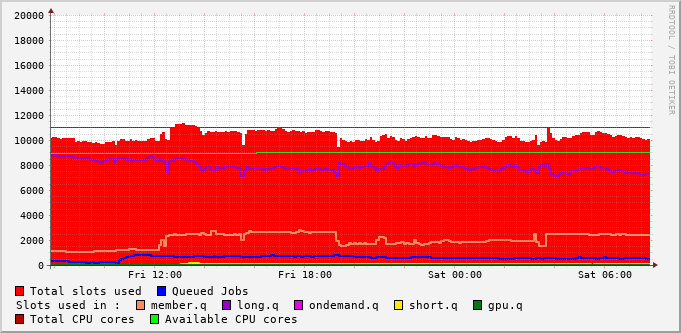 20000
18000
16000
14000
12000
10000
8000
6000
4000
2000
0
Fri 12:00 Fri 18:00 Sat 00:00 Sat 06:00
Total slots used Queued Jobs
Slots used in : member.q long.q ondemand.q short.q gpu.q
Total CPU cores Available CPU cores
RRDTOOL / TOBI OETIKER